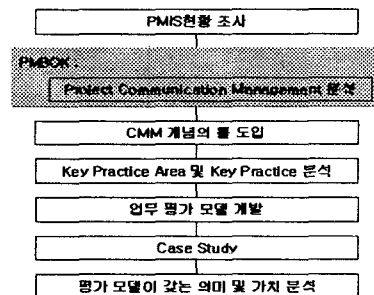 PMIS현황 조사
PMBOK :
Project Communication Management 분석
CMM 개념의 틀 도입
Key Practice Area 및 Key Practice 분석
업무 평가 모델 개발
Case Study
평가 모델이 갖는 의미 및 가치 분석